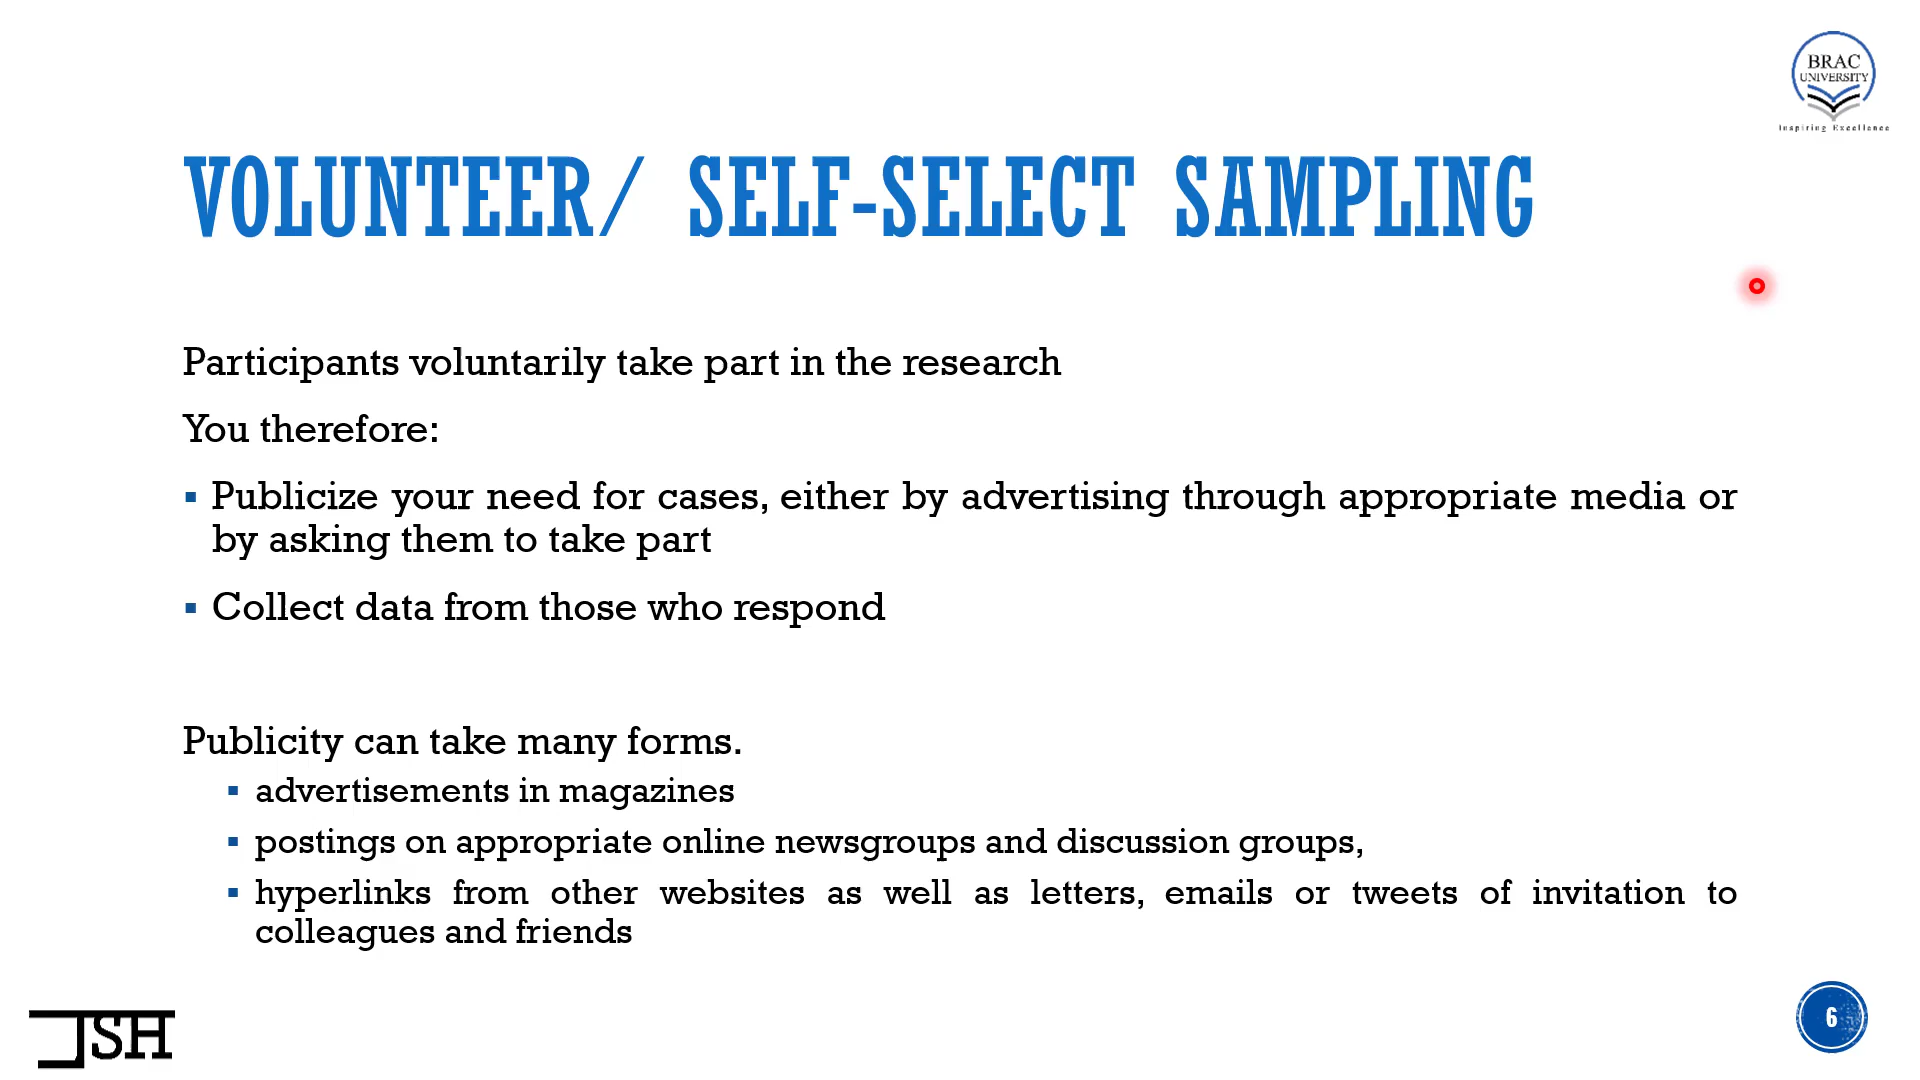 BRAC
UNIVERSITY
Inspiring Excellence
VOLUNTEER/ SELF-SELECT SAMPLING
Participants voluntarily take part in the research
You therefore:
▪ Publicize your need for cases, either by advertising through appropriate media or
by asking them to take part
▪ Collect data from those who respond
Publicity can take many forms.
▪ advertisements in magazines
▪ postings on appropriate online newsgroups and discussion groups,
▪ hyperlinks from other websites as well as letters, emails or tweets of invitation to
colleagues and friends
JSH
6